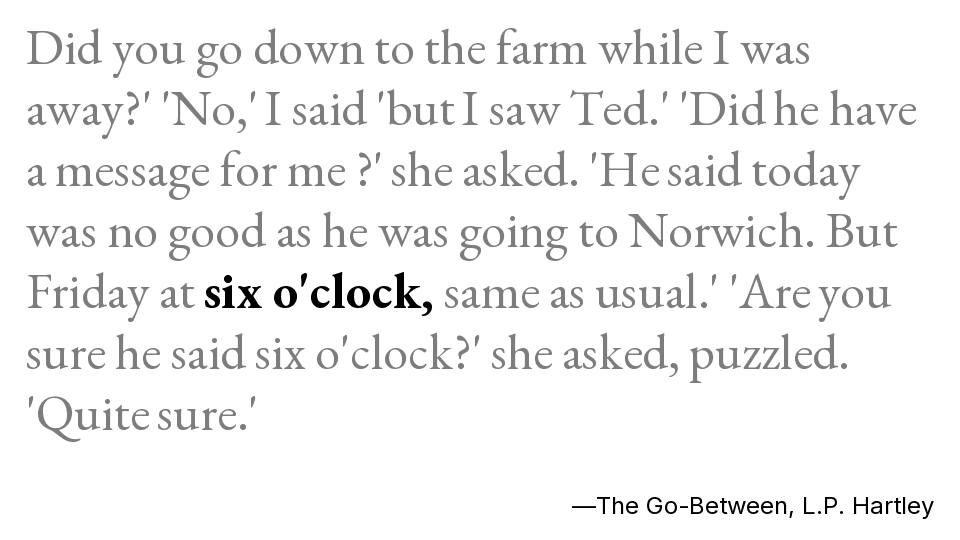 Did you go down to the farm while I was
away?' 'No,' I said 'but I saw Ted.' 'Did he have
a message for me ?' she asked. 'He said today
was no good as he was going to Norwich. But
Friday at six o'clock, same as usual.' 'Are you
sure he said six o'clock?' she asked, puzzled.
'Quite sure.'
—The Go-Between, L.P. Hartley